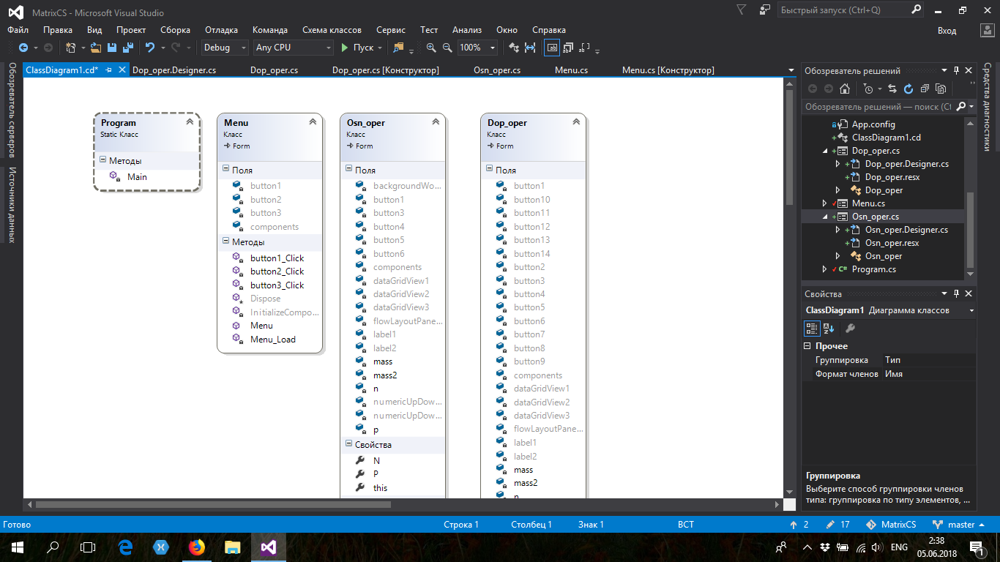 MatrixCS - Microsoft Visual Studio
Быстрый запуск (Ctrl+Q)
Файл Правка Вид Проект Сборка Отладка Команда Схема классов Сервис Тест Анализ Окно Справка
Вход
Debug Any CPU Пуск 100%
Обозреватель серверов
Источники данных
ClassDiagram1.cd* Dop_oper.Designer.cs Dop_oper.cs Dop_oper.cs [Конструктор] Osn_oper.cs Menu.cs Menu.cs [Конструктор]
Program
Static Класс
Методы
Main
Menu
Класс
Form
Поля
button1
button2
button3
components
Методы
button1_Click
button2_Click
button3_Click
Dispose
InitializeCompo...
Menu
Menu_Load
Osn_oper
Класс
Form
Поля
backgroundWo...
button1
button3
button4
button5
button6
components
dataGridView1
dataGridView2
dataGridView3
flowLayoutPane...
label1
label2
mass
mass2
n
numericUpDow...
numericUpDow...
p
Свойства
N
P
this
Dop_oper
Класс
Form
Поля
button1
button10
button11
button12
button13
button14
button2
button3
button4
button5
button6
button7
button8
button9
components
dataGridView1
dataGridView2
dataGridView3
flowLayoutPane...
label1
label2
mass
mass2
n
Обозреватель решений
Обозреватель решений — поиск (Ct
App.config
ClassDiagram1.cd
Dop_oper.cs
Dop_oper.Designer.cs
Dop_oper.resx
Dop_oper
Menu.cs
Osn_oper.cs
Osn_oper.Designer.cs
Osn_oper.resx
Osn_oper
Program.cs
Свойства
ClassDiagram1 Диаграмма классов
Прочее
Группировка Тип
Формат членов Имя
Группировка
Выберите способ группировки членов
типа: группировка по типу элементов, ...
Средства диагностики
Готово Строка 1 Столбец 1 Знак 1 ВСТ 2 17 MatrixCS master
ENG
2:38
05.06.2018
1